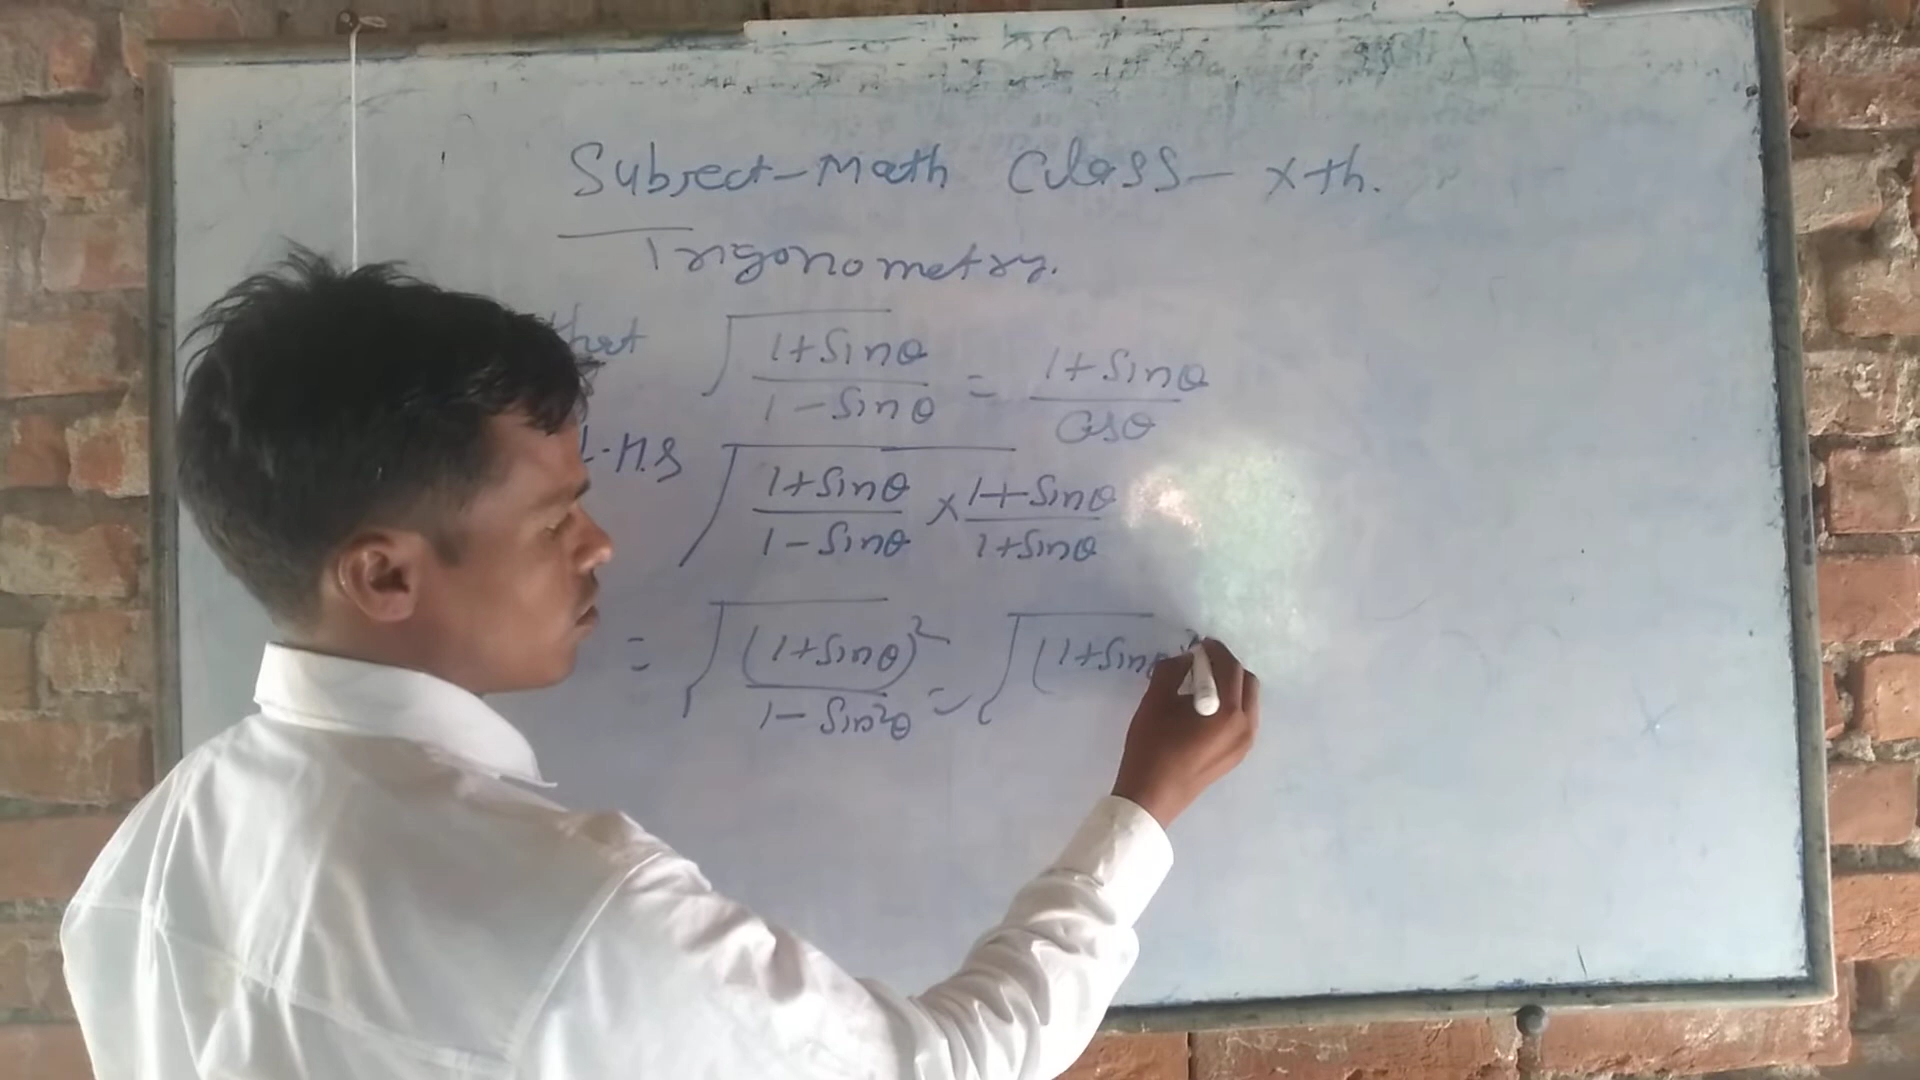 Subject-Math Class-Xth.
Trigonometry.
that √(1+Sinθ / 1-Sinθ) = 1+Sinθ / Cosθ
L.H.S √(1+Sinθ / 1-Sinθ × 1+Sinθ / 1+Sinθ)
= √((1+Sinθ)² / 1-Sin²θ) = √(1+Sinθ